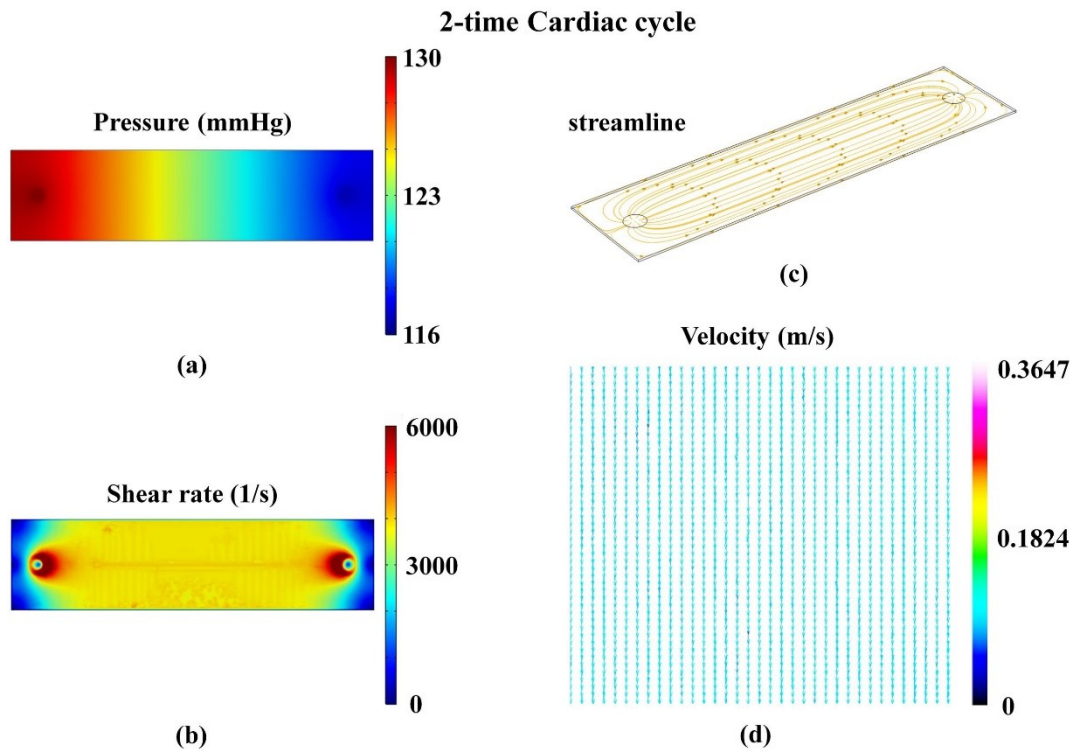 2-time Cardiac cycle
Pressure (mmHg)
130
123
116
(a)
streamline
(c)
Shear rate (1/s)
6000
3000
0
(b)
Velocity (m/s)
0.3647
0.1824
0
(d)